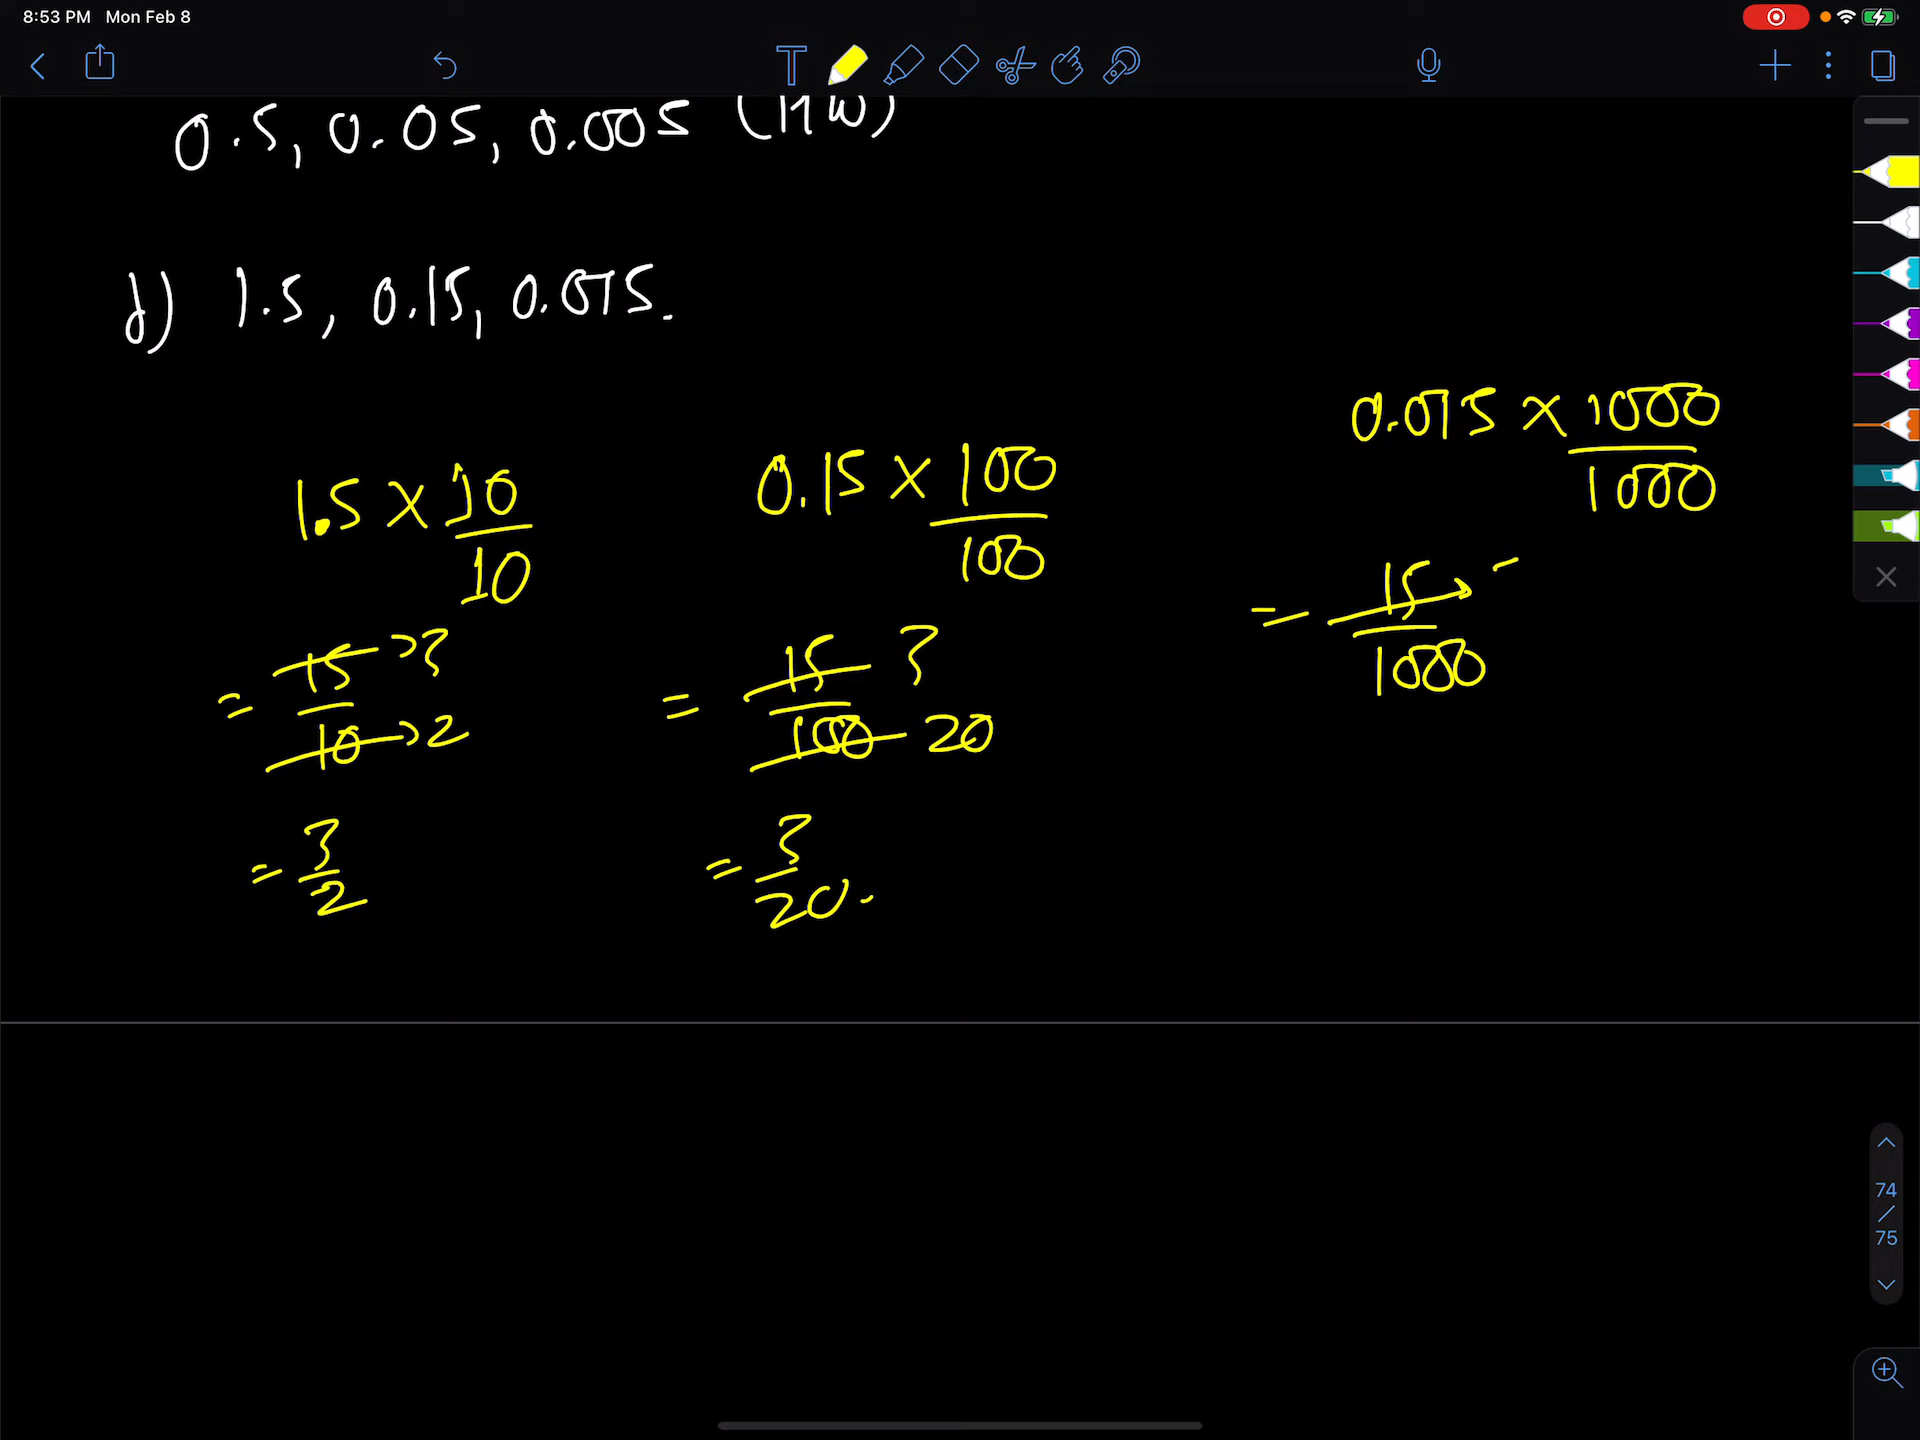 8:53 PM Mon Feb 8
0.5, 0.05, 0.005 (HW)
d) 1.5, 0.15, 0.015.
1.5 × 10/10
= 15/10 → 3/2
= 3/2
0.15 × 100/100
= 15/100 3/20
= 3/20.
0.015 × 1000/1000
= 15/1000
74
/
75